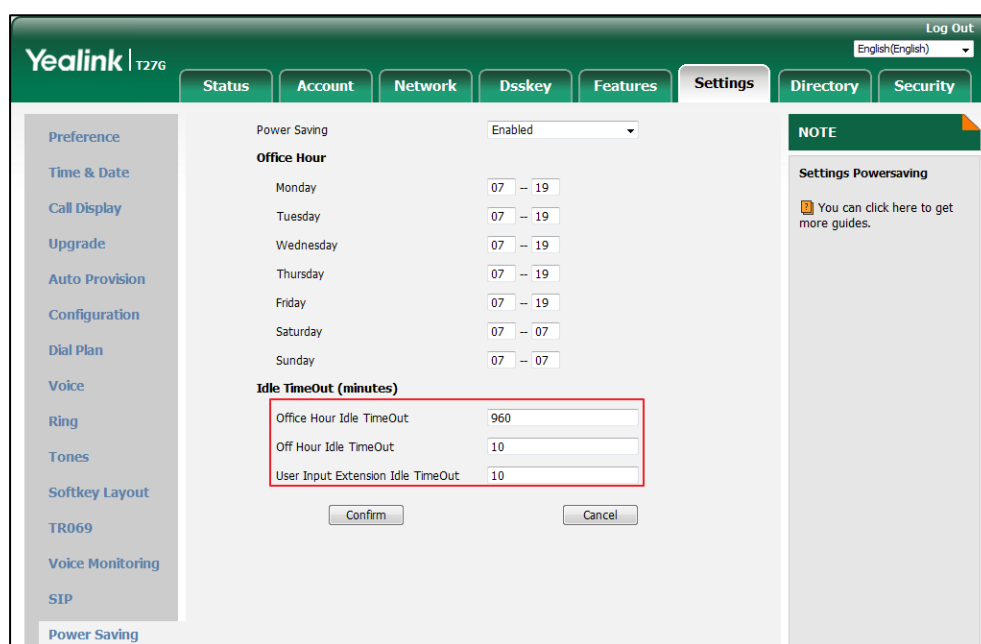 Log Out
Yealink T27G
English(English)
Status Account Network Dsskey Features Settings Directory Security
Preference
Time & Date
Call Display
Upgrade
Auto Provision
Configuration
Dial Plan
Voice
Ring
Tones
Softkey Layout
TR069
Voice Monitoring
SIP
Power Saving
Power Saving Enabled
Office Hour
Monday 07 -- 19
Tuesday 07 -- 19
Wednesday 07 -- 19
Thursday 07 -- 19
Friday 07 -- 19
Saturday 07 -- 07
Sunday 07 -- 07
Idle TimeOut (minutes)
Office Hour Idle TimeOut 960
Off Hour Idle TimeOut 10
User Input Extension Idle TimeOut 10
Confirm Cancel
NOTE
Settings Powersaving
You can click here to get
more guides.